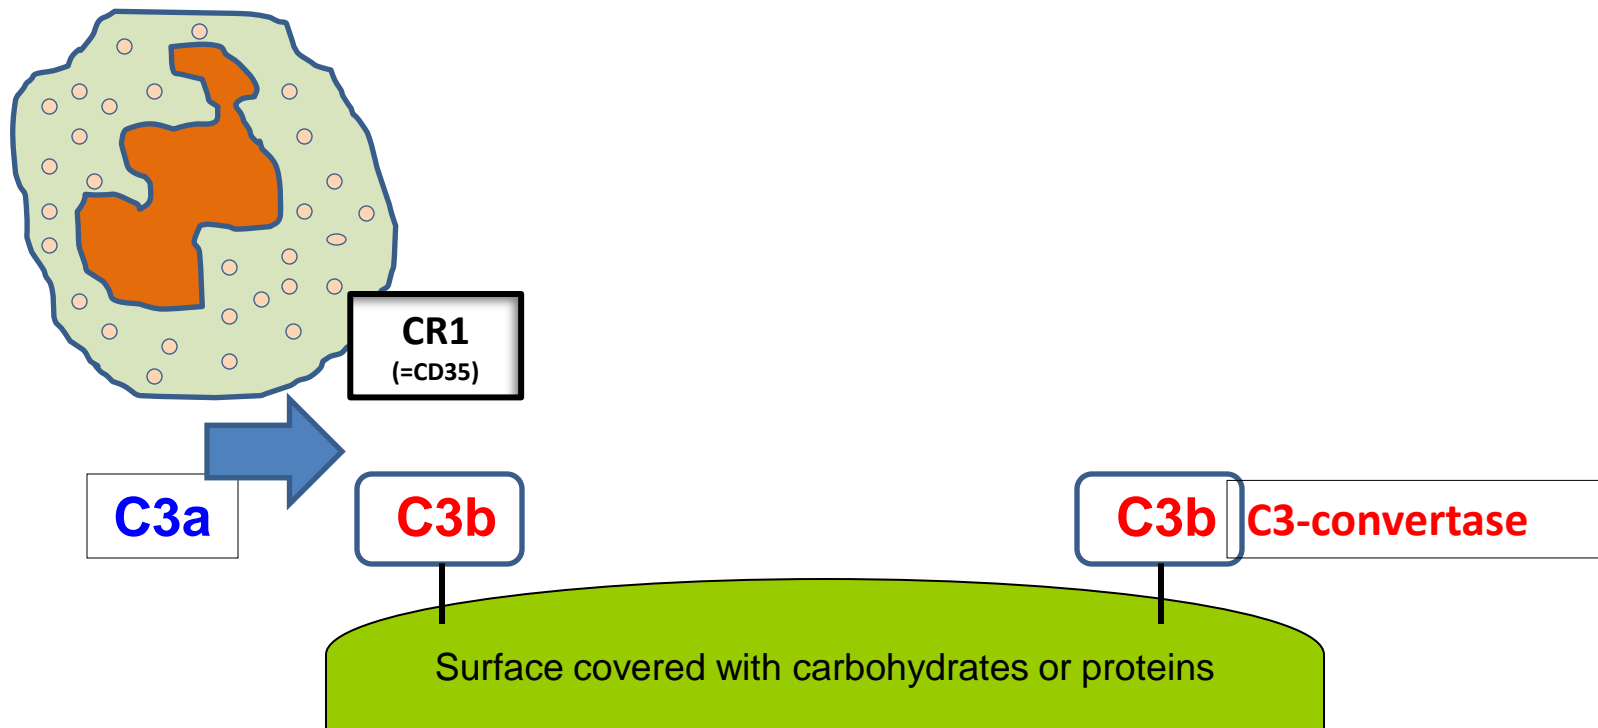 CR1
(=CD35)
C3a
C3b
C3b
C3-convertase
Surface covered with carbohydrates or proteins